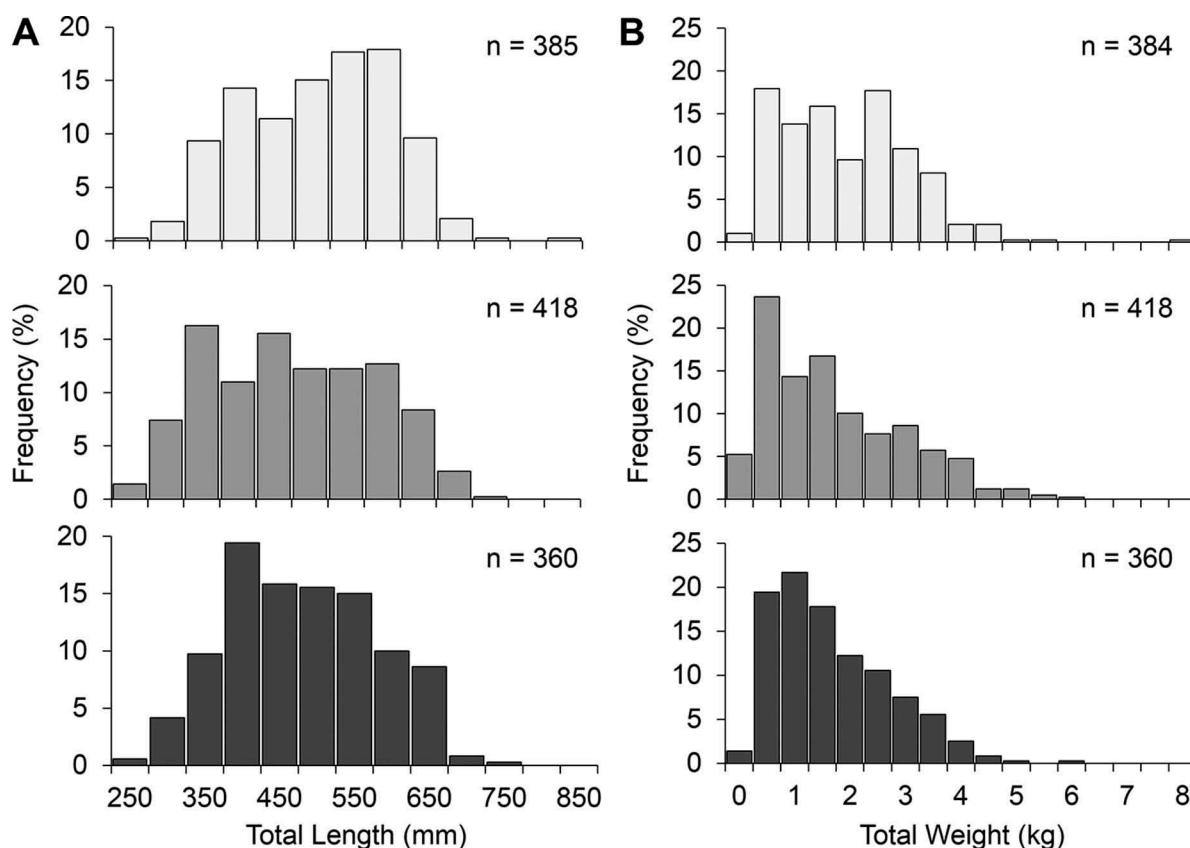 A
20
15
10
5
0
n = 385
B
25
20
15
10
5
0
n = 384
Frequency (%)
20
15
10
5
0
n = 418
Frequency (%)
25
20
15
10
5
0
n = 418
20
15
10
5
0
n = 360
250 350 450 550 650 750 850
Total Length (mm)
25
20
15
10
5
0
n = 360
0 1 2 3 4 5 6 7 8
Total Weight (kg)